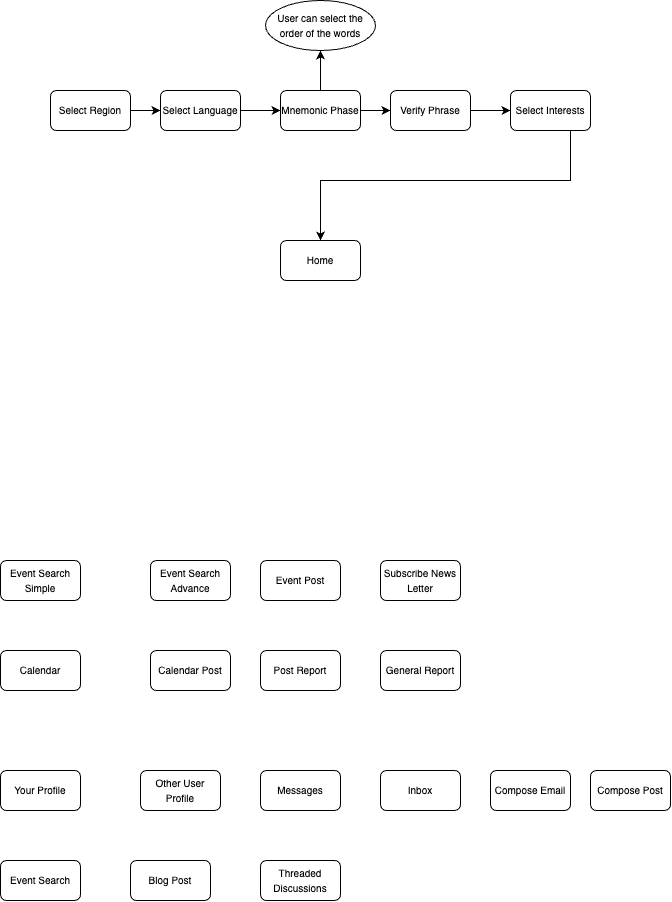 User can select the
order of the words
Select Region
Select Language
Mnemonic Phase
Verify Phrase
Select Interests
Home
Event Search
Simple
Event Search
Advance
Event Post
Subscribe News
Letter
Calendar
Calendar Post
Post Report
General Report
Your Profile
Other User
Profile
Messages
Inbox
Compose Email
Compose Post
Event Search
Blog Post
Threaded
Discussions